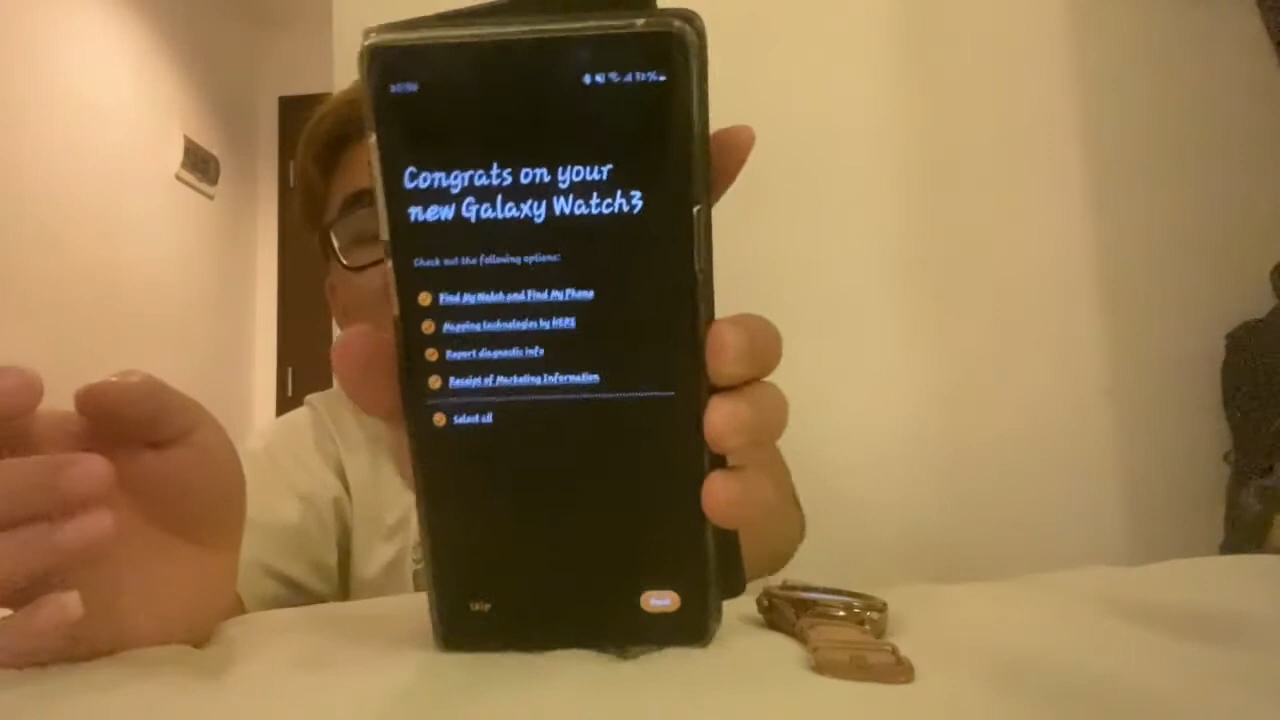 Congrats on your
new Galaxy Watch3
Check out the following options:
Find My Watch and Find My Phone
Mapping technologies by HERE
Report diagnostic info
Receipt of Marketing Information
Select all
Skip
Next